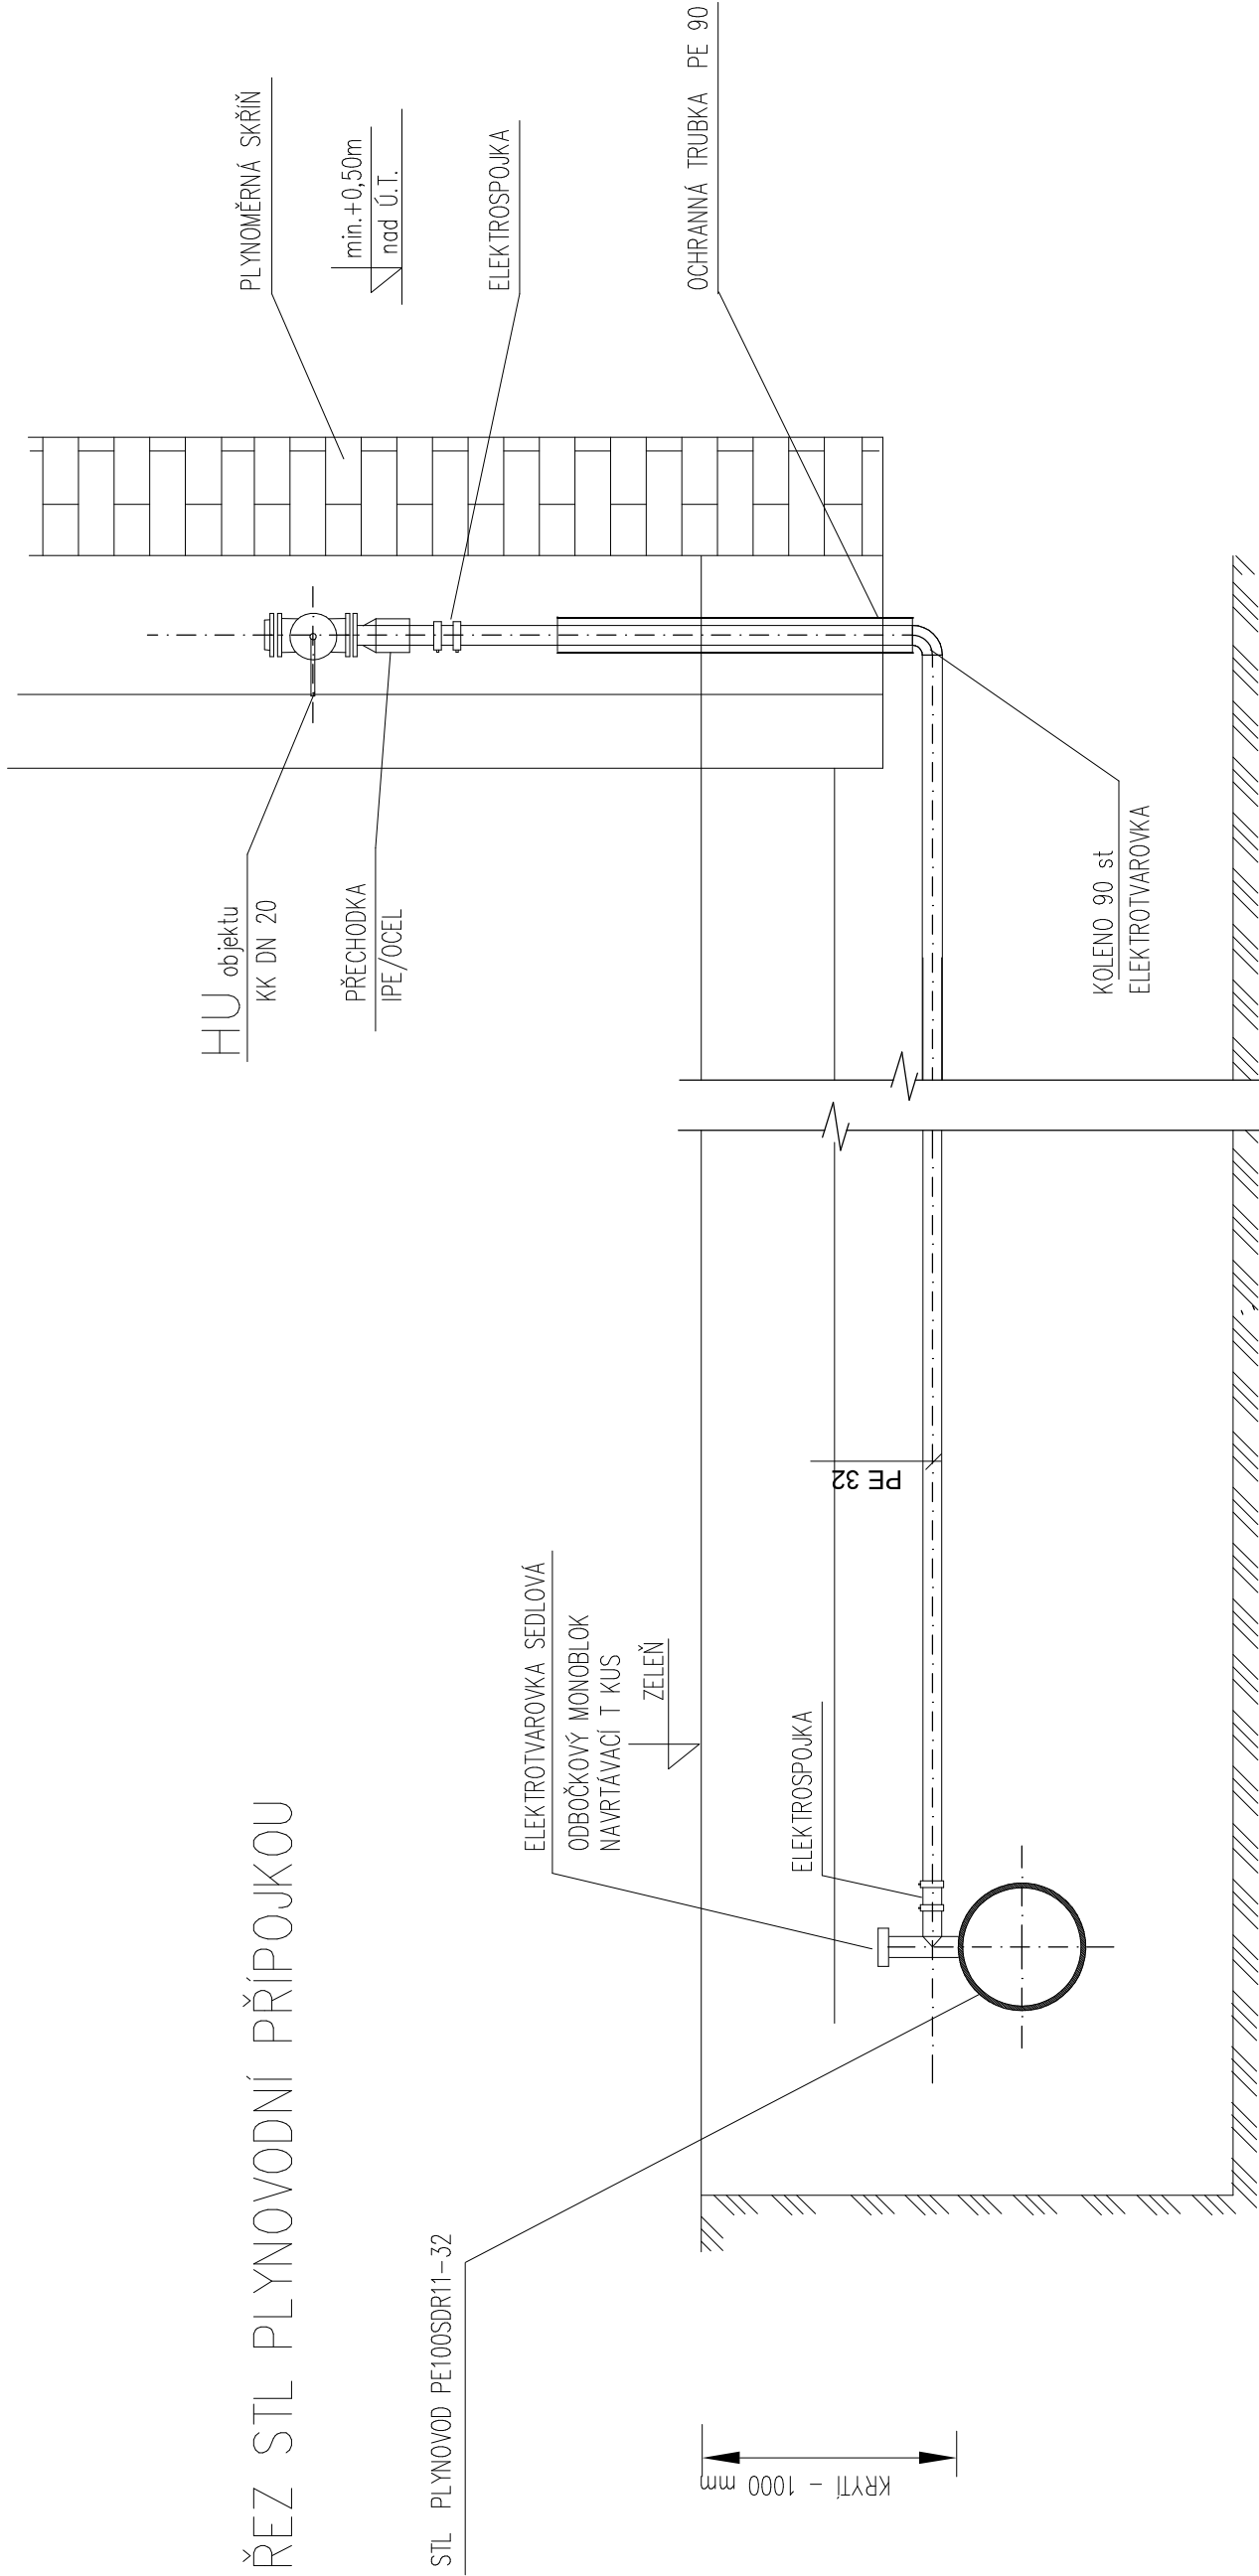 ŘEZ STL PLYNOVODNÍ PŘÍPOJKOU
STL PLYNOVOD PE100SDR11-32
KRYTÍ - 1000 mm
ELEKTROTVAROVKA SEDLOVÁ
ODBOČKOVÝ MONOBLOK
NAVRTÁVACÍ T KUS
ZELEŇ
ELEKTROSPOJKA
PE 32
HU objektu
KK DN 20
PŘECHODKA
IPE/OCEL
KOLENO 90 st
ELEKTROTVAROVKA
PLYNOMĚRNÁ SKŘÍŇ
min.+0,50m
nad Ú.T.
ELEKTROSPOJKA
OCHRANNÁ TRUBKA PE 90